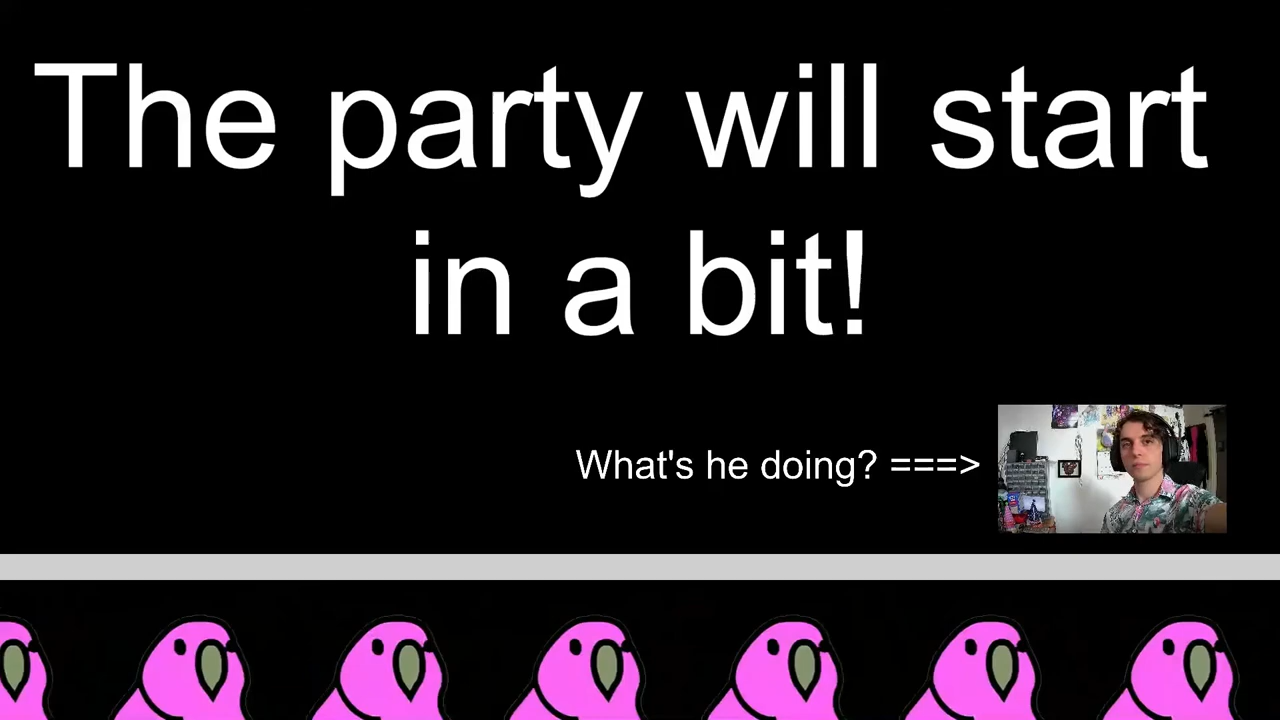 The party will start
in a bit!
What's he doing? ===>